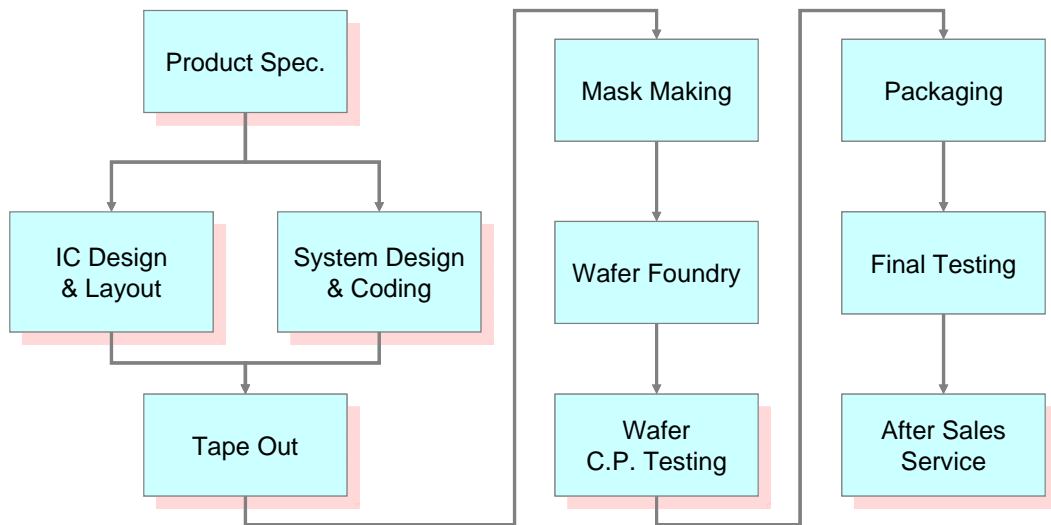 Product Spec.
IC Design
& Layout
System Design
& Coding
Tape Out
Mask Making
Wafer Foundry
Wafer
C.P. Testing
Packaging
Final Testing
After Sales
Service